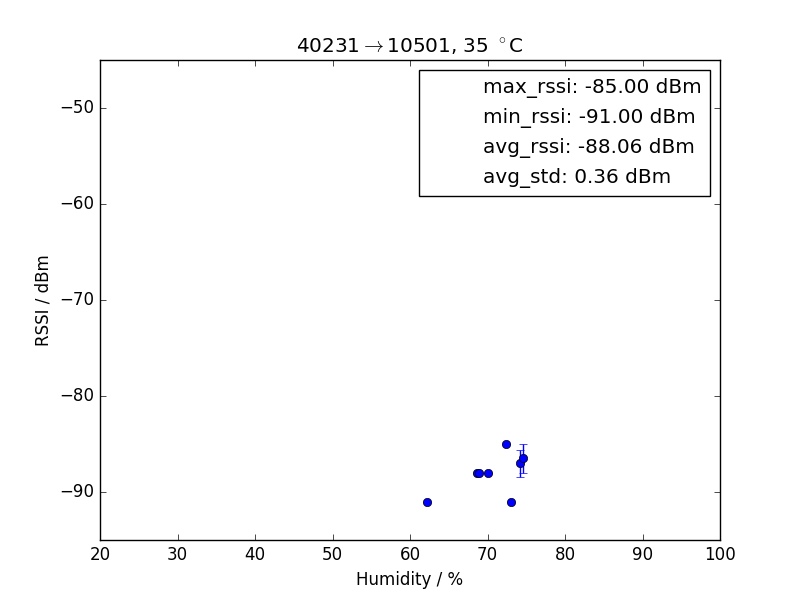 40231→10501, 35 °C
max_rssi: -85.00 dBm
min_rssi: -91.00 dBm
avg_rssi: -88.06 dBm
avg_std: 0.36 dBm
−50
−60
−70
−80
−90
RSSI / dBm
20 30 40 50 60 70 80 90 100
Humidity / %